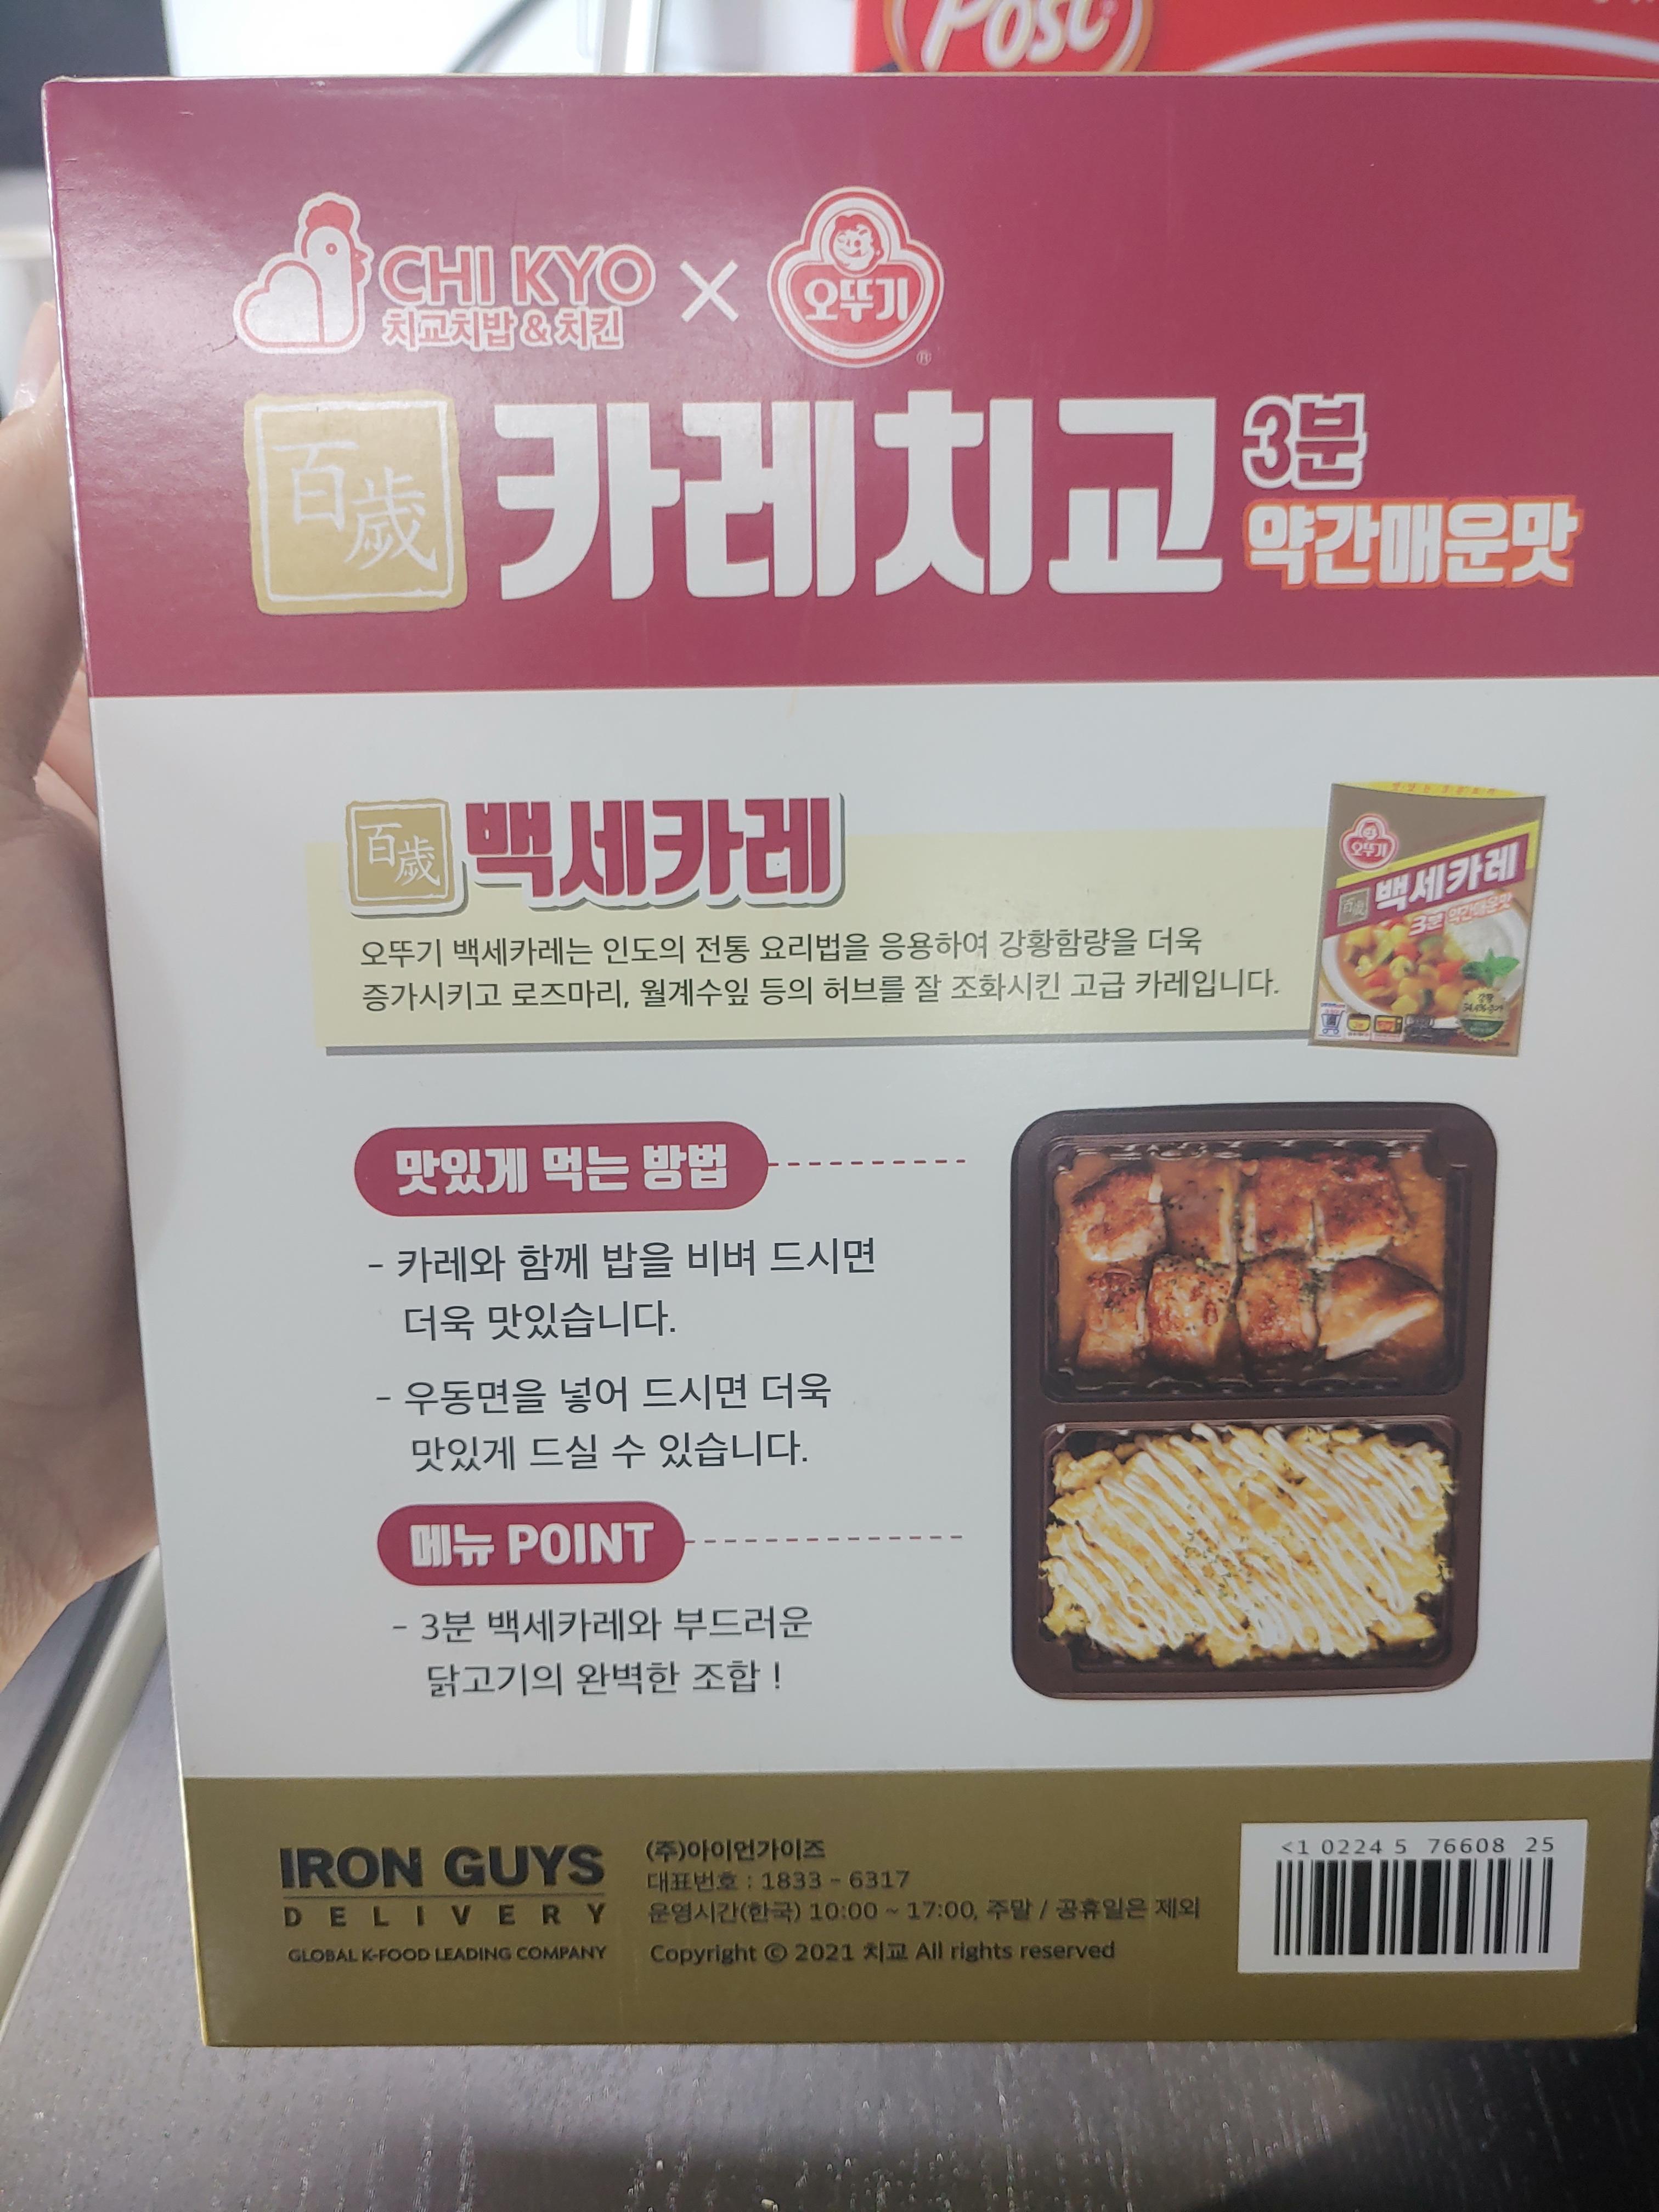 Post
CHI KYO
치교치밥 & 치킨
×
오뚜기
®
百歲
카레치교
3분
약간매운맛
百歲
백세카레
오뚜기 백세카레는 인도의 전통 요리법을 응용하여 강황함량을 더욱
증가시키고 로즈마리, 월계수잎 등의 허브를 잘 조화시킨 고급 카레입니다.
오뚜기
百歲
백세카레
3분 약간매운맛
맛있게 먹는 방법
- 카레와 함께 밥을 비벼 드시면
더욱 맛있습니다.
- 우동면을 넣어 드시면 더욱
맛있게 드실 수 있습니다.
메뉴 POINT
- 3분 백세카레와 부드러운
닭고기의 완벽한 조합 !
IRON GUYS
DELIVERY
GLOBAL K-FOOD LEADING COMPANY
(주)아이언가이즈
대표번호 : 1833 - 6317
운영시간(한국) 10:00 ~ 17:00, 주말 / 공휴일은 제외
Copyright ⓒ 2021 치교 All rights reserved
<1 0224 5 76608 25